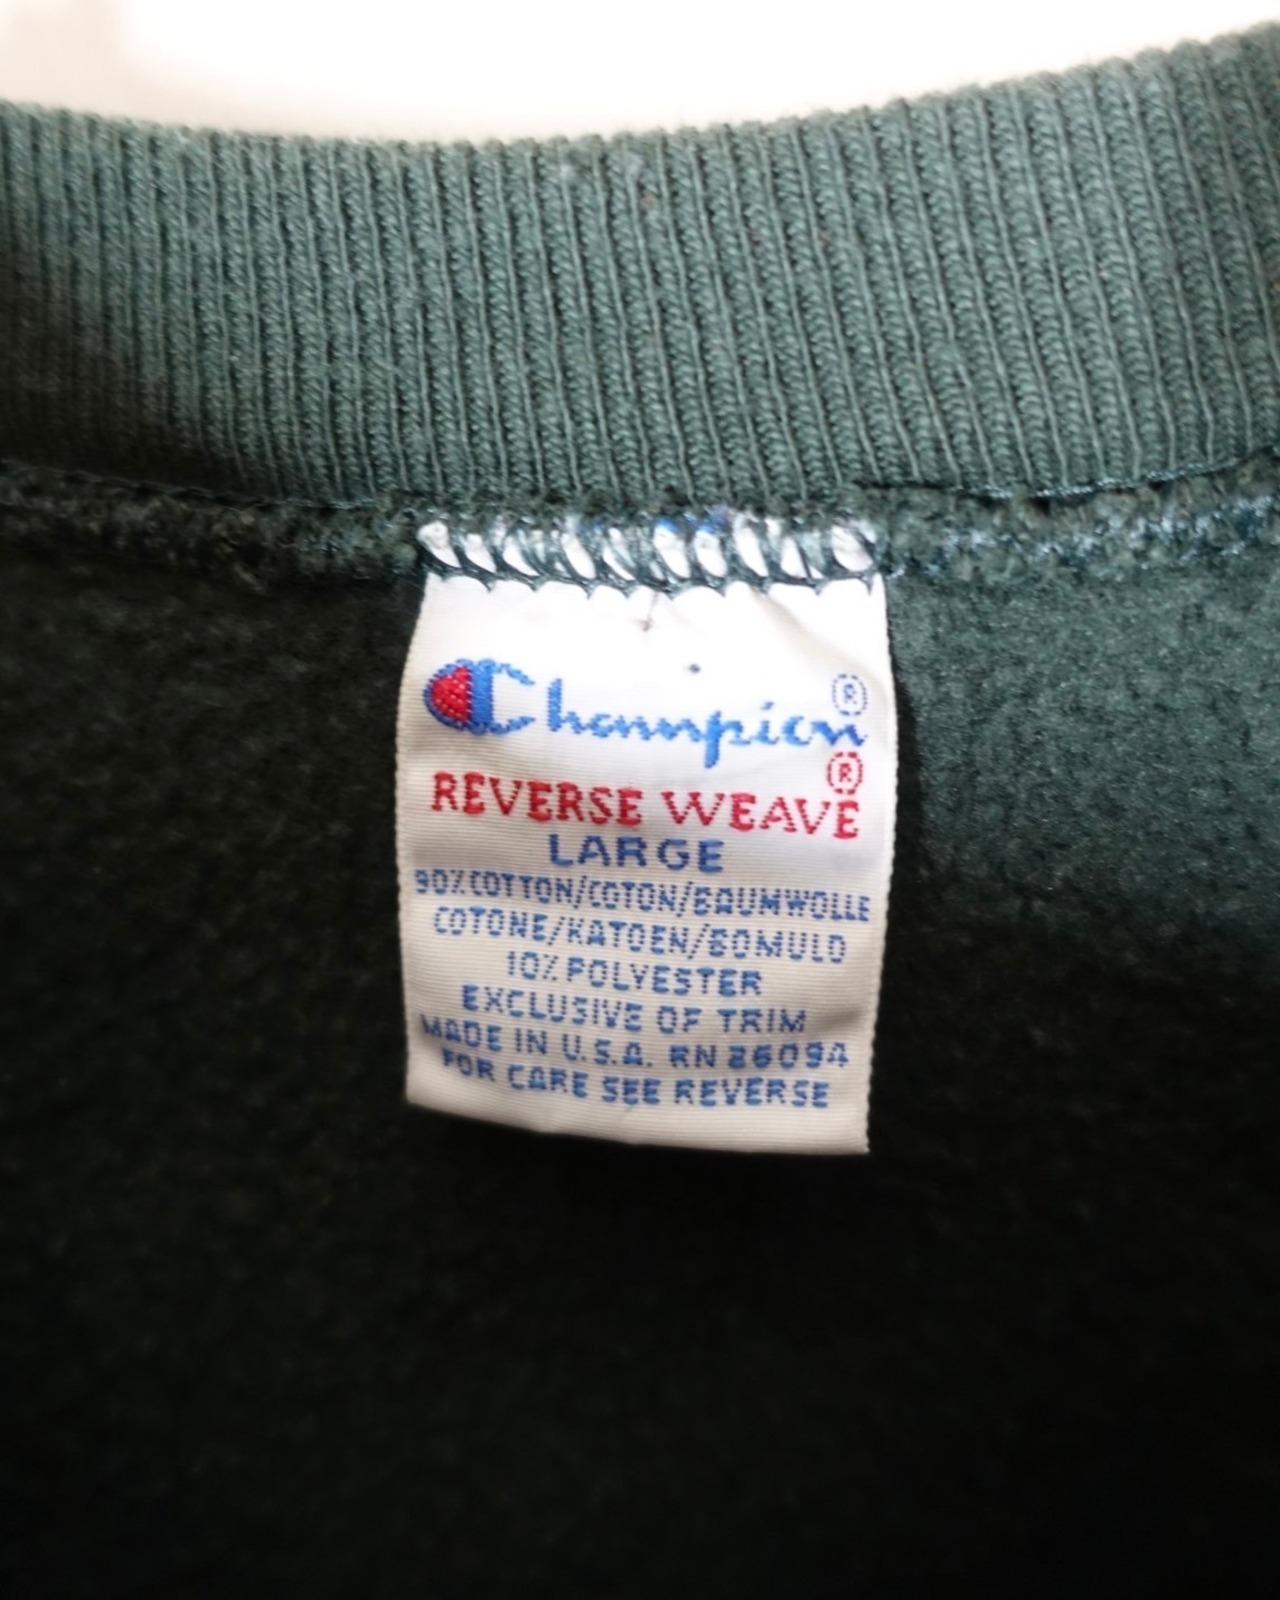 Champion®
REVERSE WEAVE®
LARGE
90% COTTON/COTON/BAUMWOLLE
COTONE/KATOEN/BOMULD
10% POLYESTER
EXCLUSIVE OF TRIM
MADE IN U.S.A. RN 26094
FOR CARE SEE REVERSE